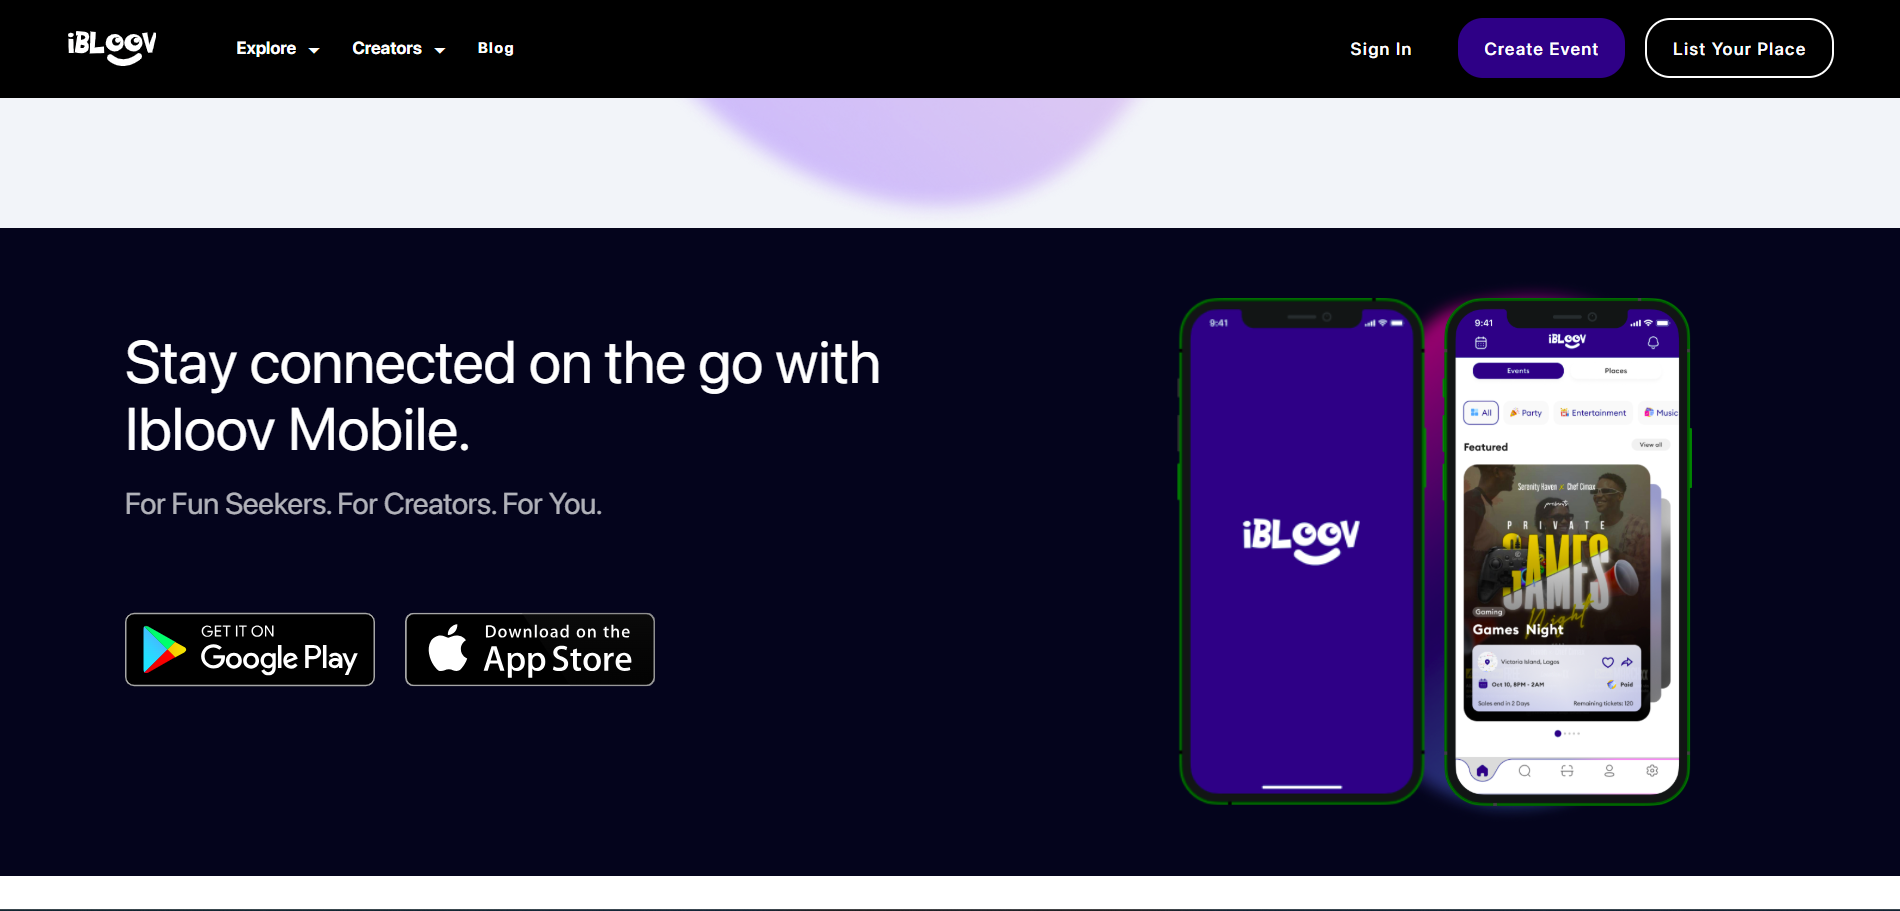 iBLOOV
Explore
Creators
Blog
Sign In
Create Event
List Your Place
Stay connected on the go with
Ibloov Mobile.
For Fun Seekers. For Creators. For You.
GET IT ON
Google Play
Download on the
App Store
9:41
iBLOOV
9:41
iBLOOV
Events
Places
All
Party
Entertainment
Music
Featured
View all
Serenity Haven X Chef Cimax
presents
PRIVATE
GAMES
GAMES
Night
Gaming
Games Night
Victoria Island, Lagos
Oct 10, 8PM - 2AM
Paid
Sales end in 2 Days
Remaining tickets: 120